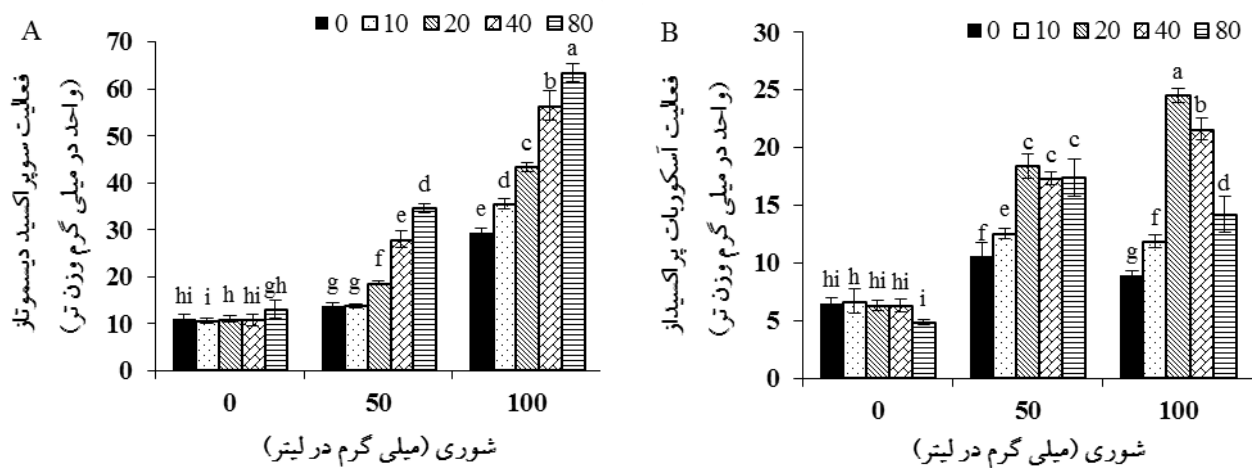 A
0 10 20 40 80
فعالیت سوپراکسید دیسموتاز
(واحد در میلی گرم وزن تر)
70
60
50
40
30
20
10
0
hi i h hi gh
g g f e d
e d c b a
0 50 100
شوری (میلی گرم در لیتر)
B
0 10 20 40 80
فعالیت آسکوربات پراکسیداز
(واحد در میلی گرم وزن تر)
30
25
20
15
10
5
0
hi h hi hi i
f e c c c
g f a b d
0 50 100
شوری (میلی گرم در لیتر)